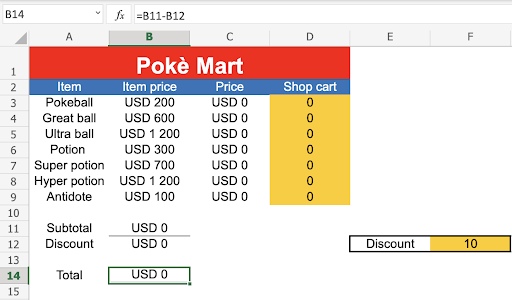 B14 fx =B11-B12
A B C D E F
1 Pokè Mart
2 Item Item price Price Shop cart
3 Pokeball USD 200 USD 0 0
4 Great ball USD 600 USD 0 0
5 Ultra ball USD 1 200 USD 0 0
6 Potion USD 300 USD 0 0
7 Super potion USD 700 USD 0 0
8 Hyper potion USD 1 200 USD 0 0
9 Antidote USD 100 USD 0 0
10
11 Subtotal USD 0
12 Discount USD 0 Discount 10
13
14 Total USD 0
15